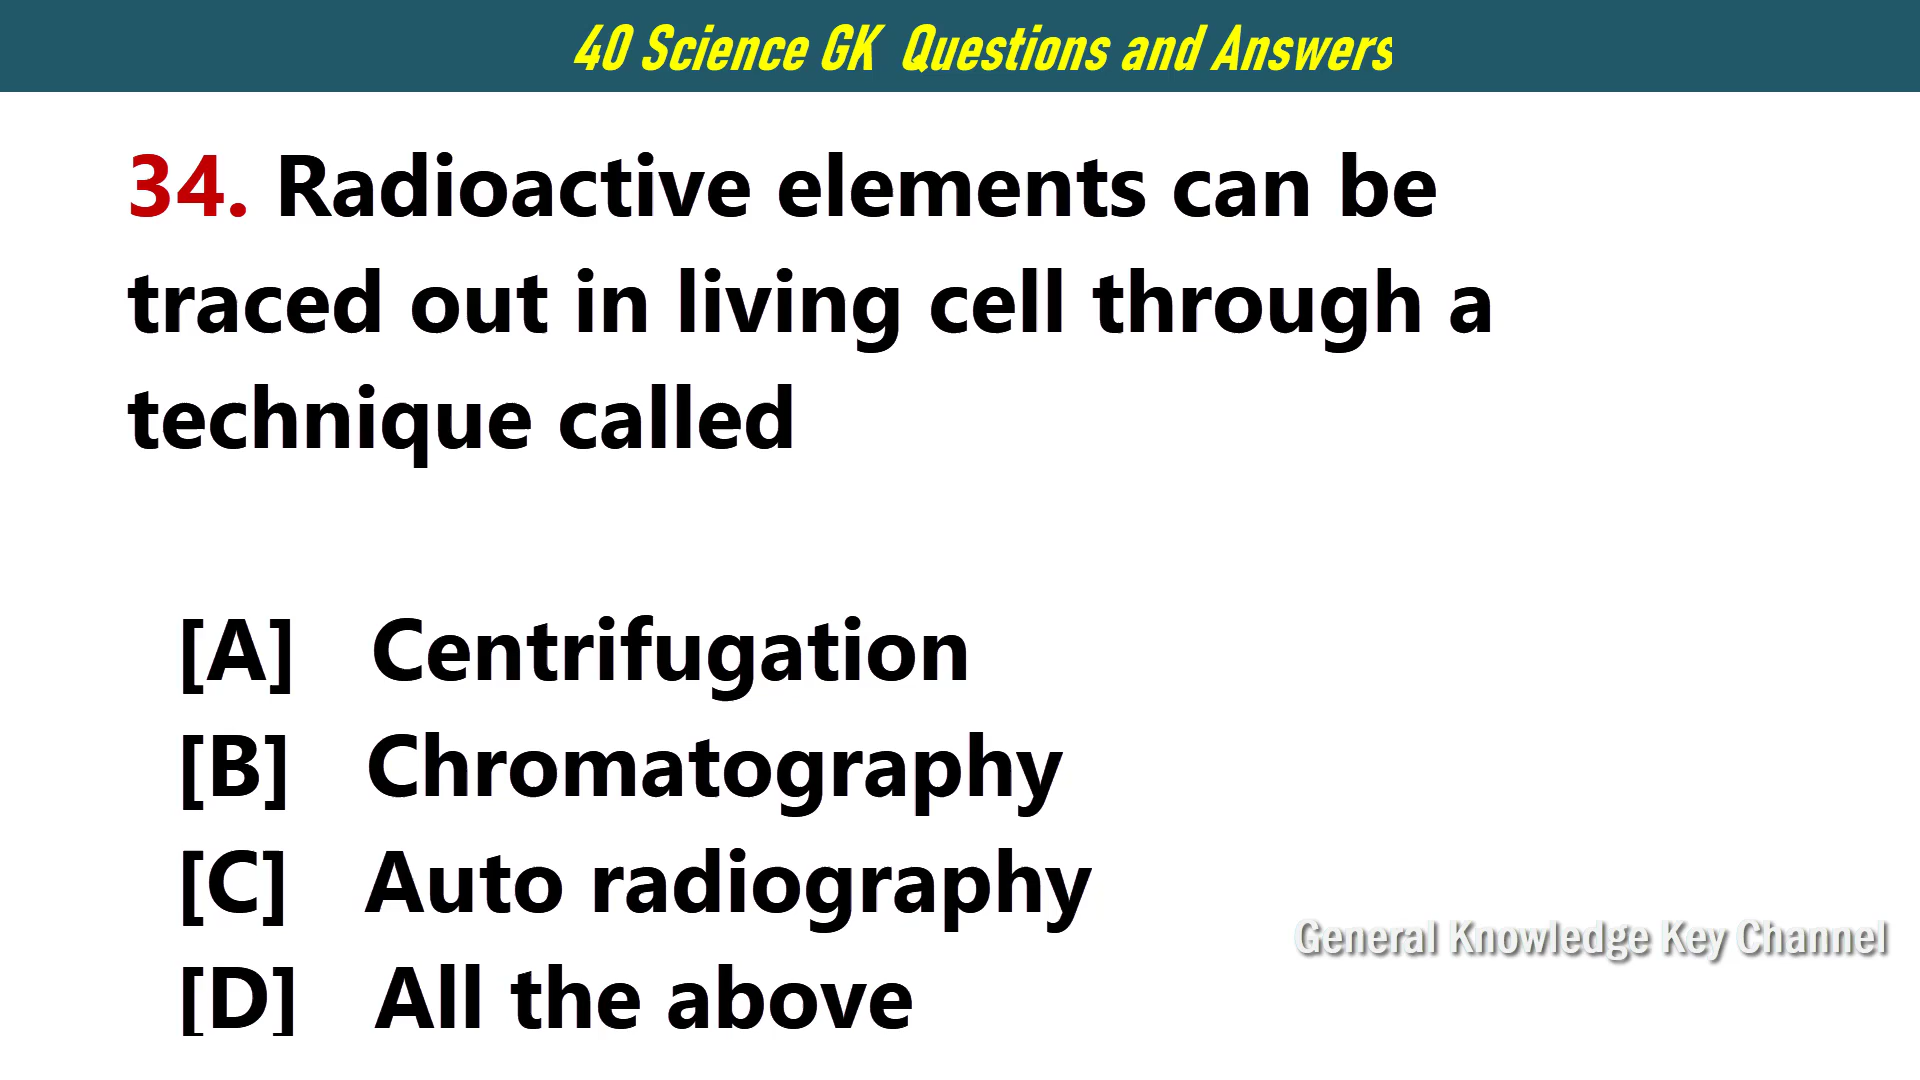 40 Science GK Questions and Answers
34. Radioactive elements can be
traced out in living cell through a
technique called
[A] Centrifugation
[B] Chromatography
[C] Auto radiography
General Knowledge Key Channel
[D] All the above